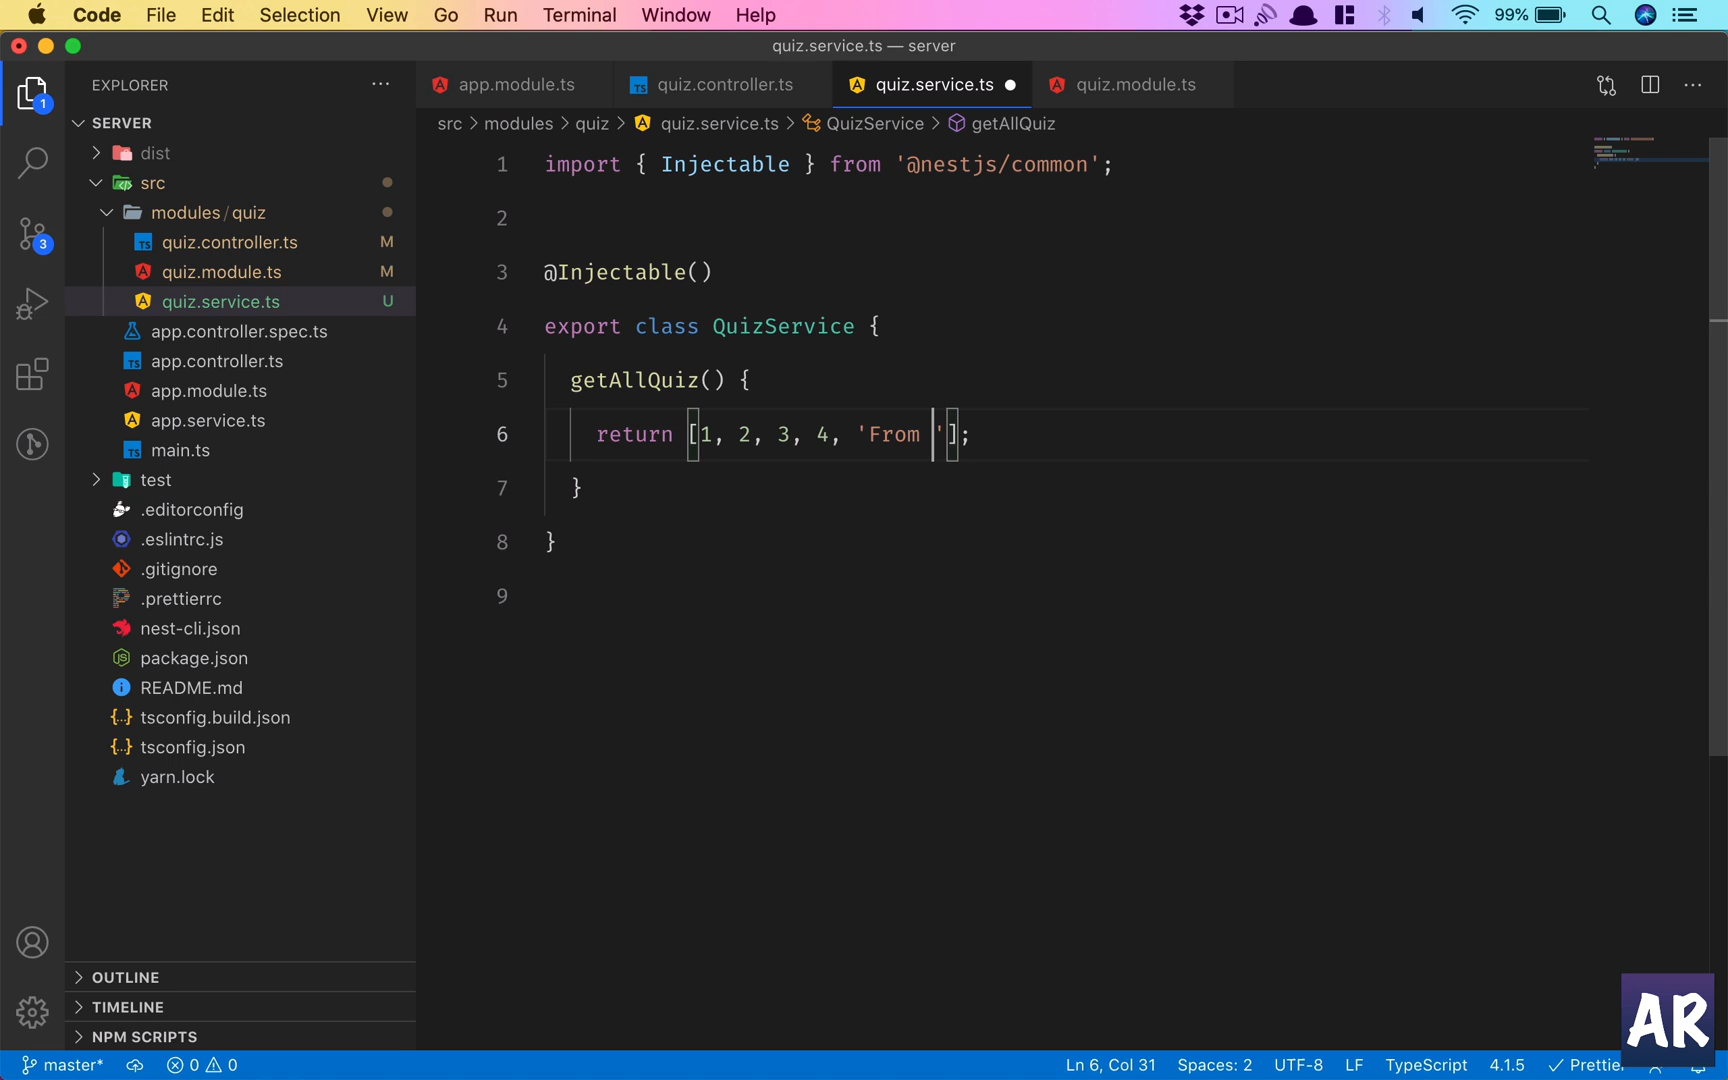 Code File Edit Selection View Go Run Terminal Window Help 99%
quiz.service.ts — server
EXPLORER
app.module.ts
TS quiz.controller.ts
quiz.service.ts
quiz.module.ts
src > modules > quiz > quiz.service.ts > QuizService > getAllQuiz
1
3
SERVER
dist
src
modules / quiz
TS quiz.controller.ts M
quiz.module.ts M
quiz.service.ts U
app.controller.spec.ts
TS app.controller.ts
app.module.ts
app.service.ts
TS main.ts
test
.editorconfig
.eslintrc.js
.gitignore
.prettierrc
nest-cli.json
package.json
README.md
tsconfig.build.json
tsconfig.json
yarn.lock
OUTLINE
TIMELINE
NPM SCRIPTS
1 import { Injectable } from '@nestjs/common';
2
3 @Injectable()
4 export class QuizService {
5 getAllQuiz() {
6 return [1, 2, 3, 4, 'From '];
7 }
8 }
9
AR
master* 0 0 Ln 6, Col 31 Spaces: 2 UTF-8 LF TypeScript 4.1.5